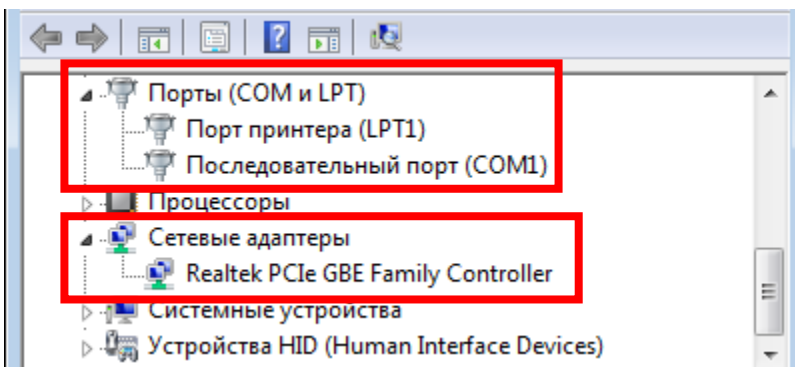 Порты (COM и LPT)
Порт принтера (LPT1)
Последовательный порт (COM1)
Процессоры
Сетевые адаптеры
Realtek PCIe GBE Family Controller
Системные устройства
Устройства HID (Human Interface Devices)